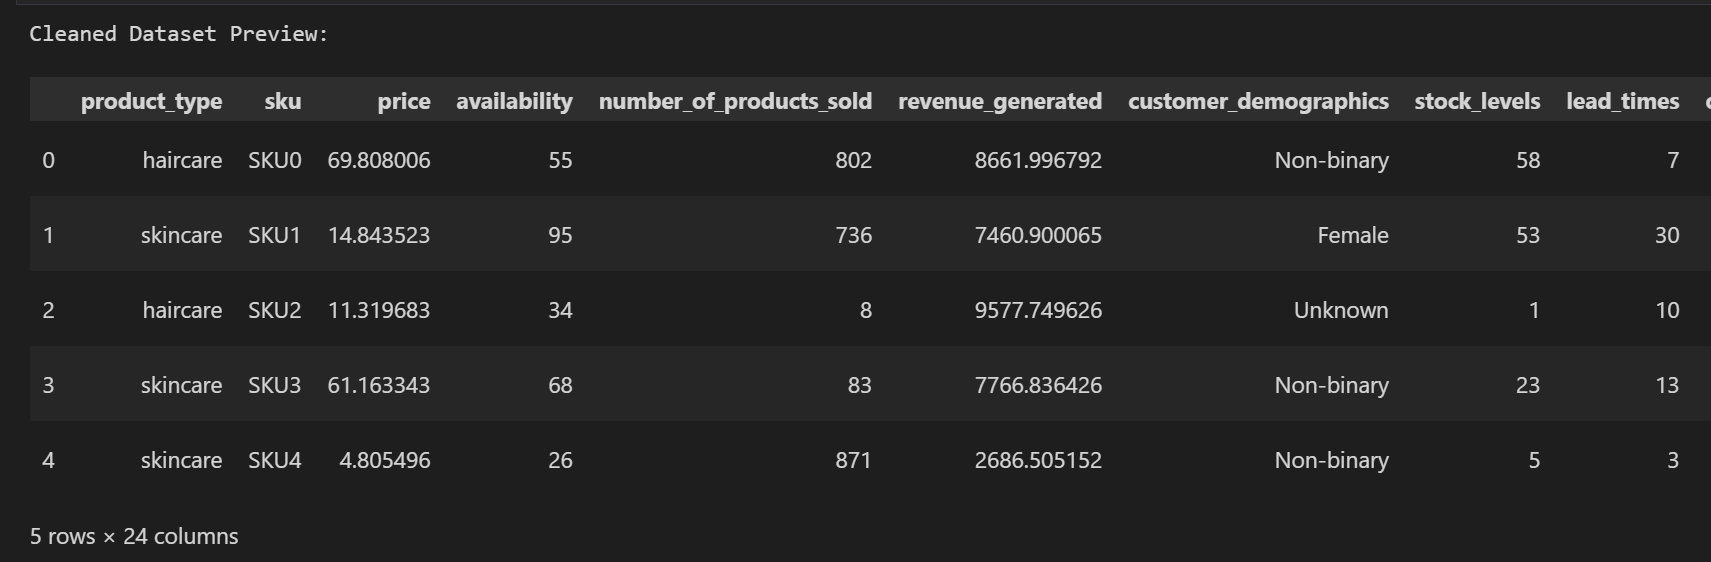 Cleaned Dataset Preview:
product_type sku price availability number_of_products_sold revenue_generated customer_demographics stock_levels lead_times
0 haircare SKU0 69.808006 55 802 8661.996792 Non-binary 58 7
1 skincare SKU1 14.843523 95 736 7460.900065 Female 53 30
2 haircare SKU2 11.319683 34 8 9577.749626 Unknown 1 10
3 skincare SKU3 61.163343 68 83 7766.836426 Non-binary 23 13
4 skincare SKU4 4.805496 26 871 2686.505152 Non-binary 5 3
5 rows × 24 columns